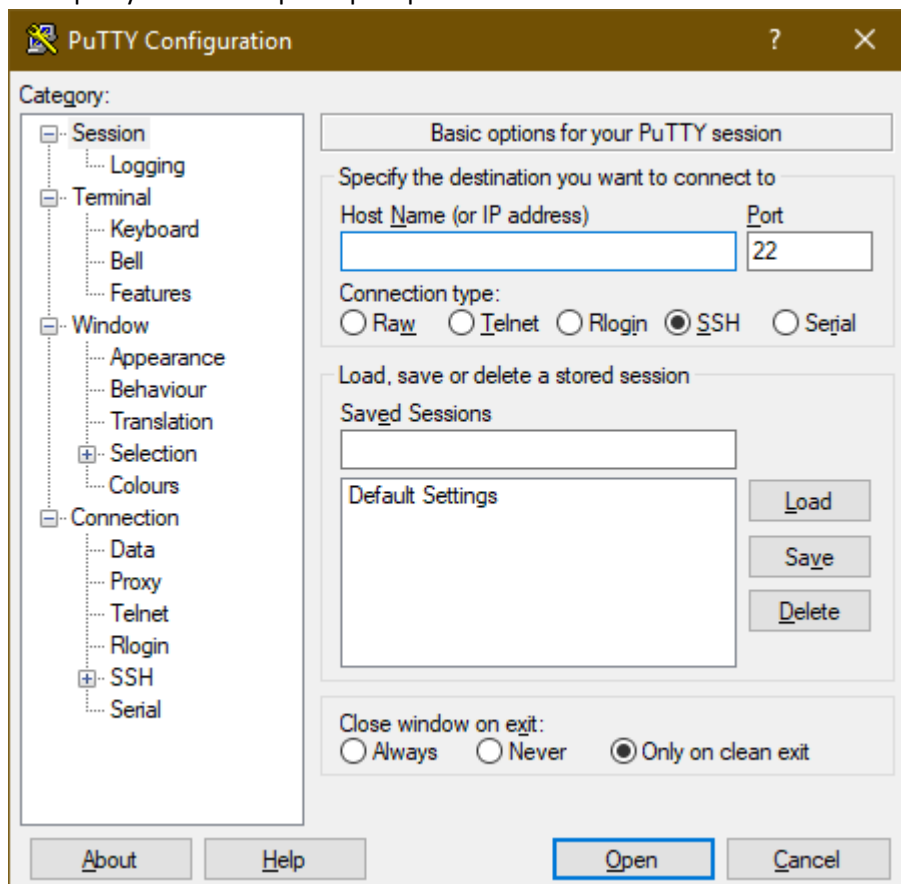 PuTTY Configuration ? ×
Category:
Session
Logging
Terminal
Keyboard
Bell
Features
Window
Appearance
Behaviour
Translation
Selection
Colours
Connection
Data
Proxy
Telnet
Rlogin
SSH
Serial
Basic options for your PuTTY session
Specify the destination you want to connect to
Host Name (or IP address) Port
22
Connection type:
Raw Telnet Rlogin SSH Serial
Load, save or delete a stored session
Saved Sessions
Default Settings
Load
Save
Delete
Close window on exit:
Always Never Only on clean exit
About Help Open Cancel